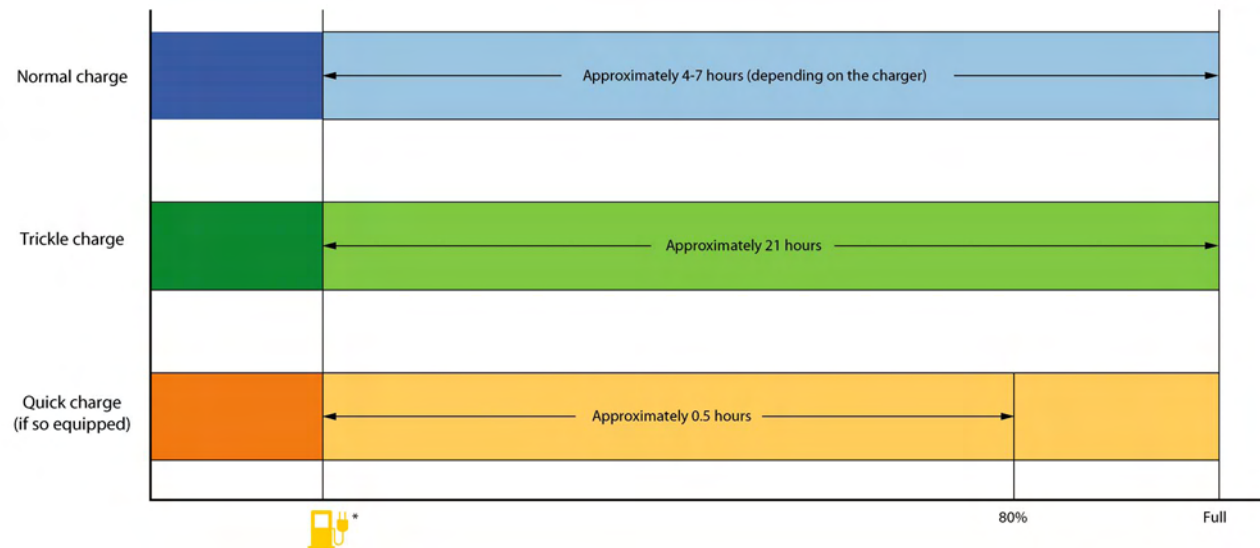 Normal charge
Approximately 4-7 hours (depending on the charger)
Trickle charge
Approximately 21 hours
Quick charge
(if so equipped)
Approximately 0.5 hours
*
80%
Full